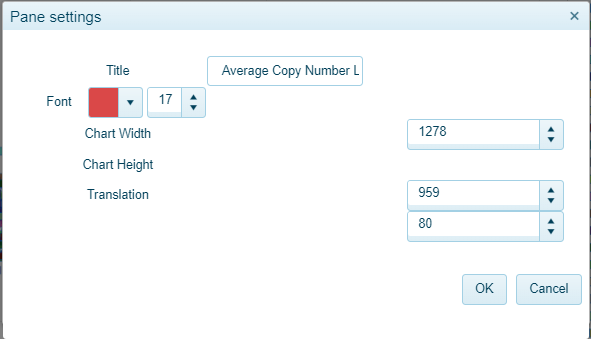 Pane settings
Title Average Copy Number L
Font 17
Chart Width 1278
Chart Height
Translation 959
80
OK Cancel